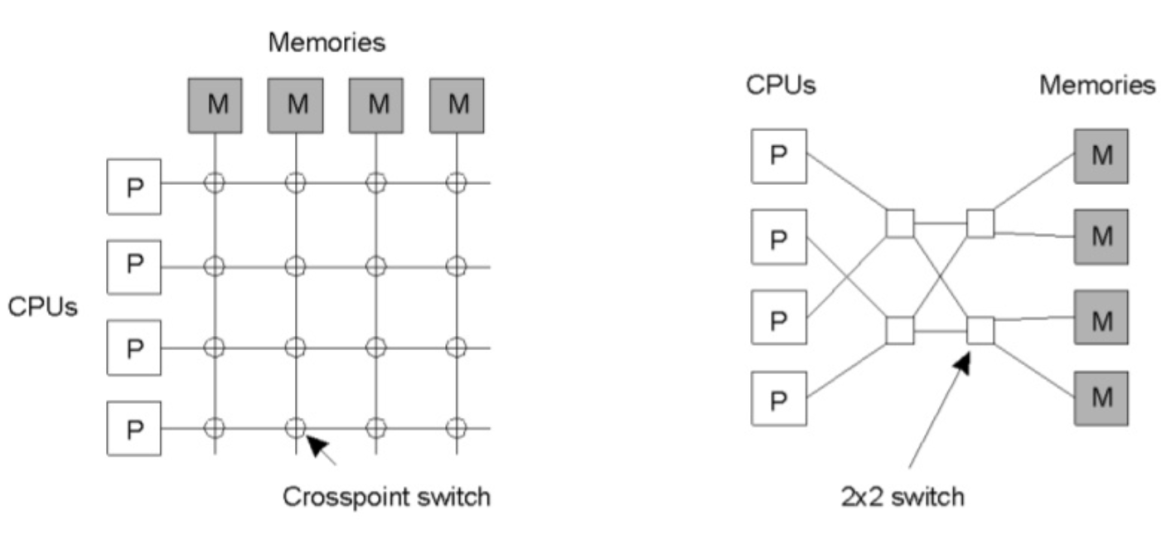 Memories
M M M M
P
P
CPUs
P
P
Crosspoint switch
CPUs Memories
P M
P M
P M
P M
2x2 switch